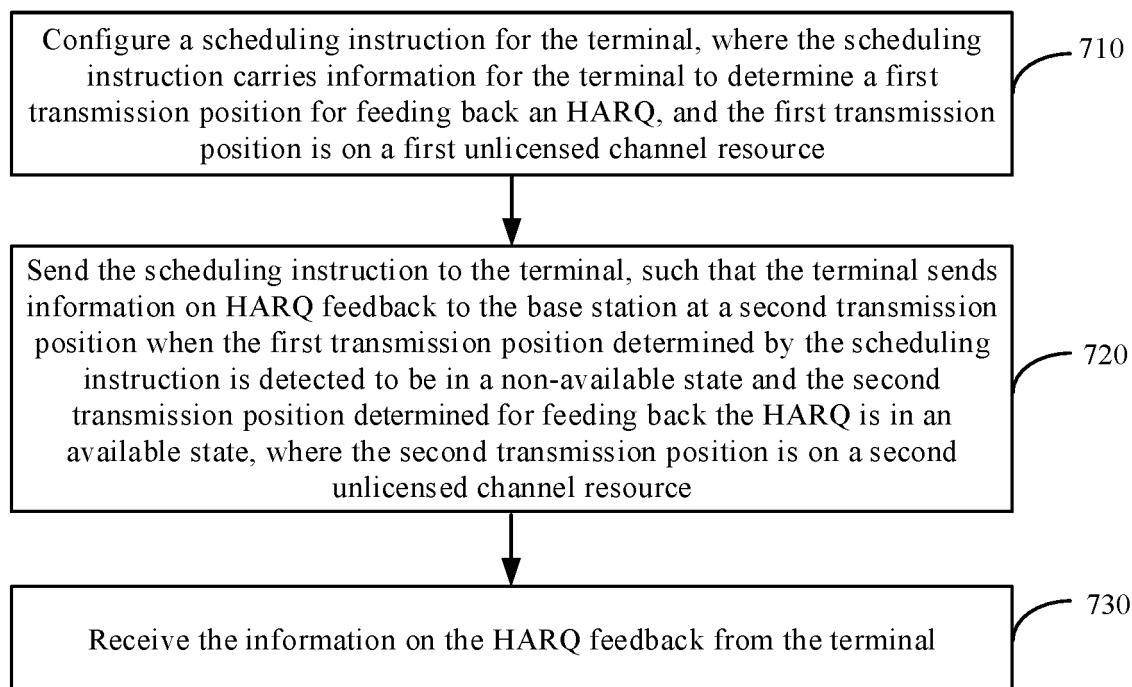 Configure a scheduling instruction for the terminal, where the scheduling
instruction carries information for the terminal to determine a first
transmission position for feeding back an HARQ, and the first transmission
position is on a first unlicensed channel resource
710
Send the scheduling instruction to the terminal, such that the terminal sends
information on HARQ feedback to the base station at a second transmission
position when the first transmission position determined by the scheduling
instruction is detected to be in a non-available state and the second
transmission position determined for feeding back the HARQ is in an
available state, where the second transmission position is on a second
unlicensed channel resource
720
Receive the information on the HARQ feedback from the terminal
730